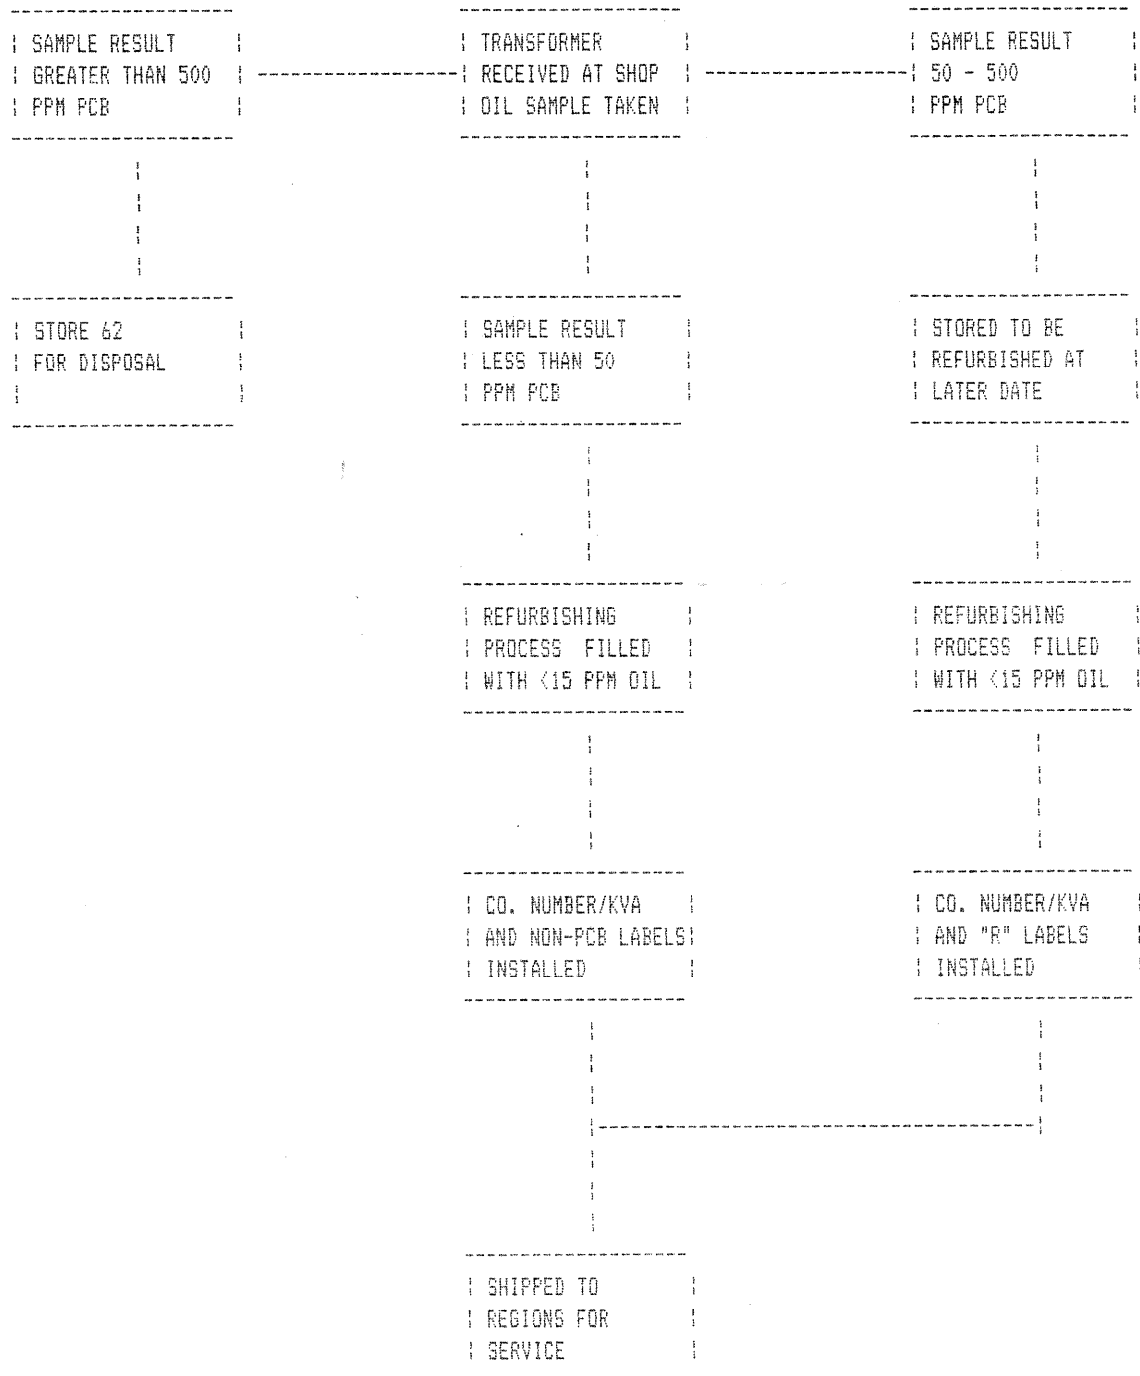 SAMPLE RESULT
GREATER THAN 500
PPM PCB
TRANSFORMER
RECEIVED AT SHOP
OIL SAMPLE TAKEN
SAMPLE RESULT
50 - 500
PPM PCB
STORE 62
FOR DISPOSAL
SAMPLE RESULT
LESS THAN 50
PPM PCB
STORED TO BE
REFURBISHED AT
LATER DATE
REFURBISHING
PROCESS FILLED
WITH <15 PPM OIL
REFURBISHING
PROCESS FILLED
WITH <15 PPM OIL
CO. NUMBER/KVA
AND NON-PCB LABELS
INSTALLED
CO. NUMBER/KVA
AND "R" LABELS
INSTALLED
SHIPPED TO
REGIONS FOR
SERVICE